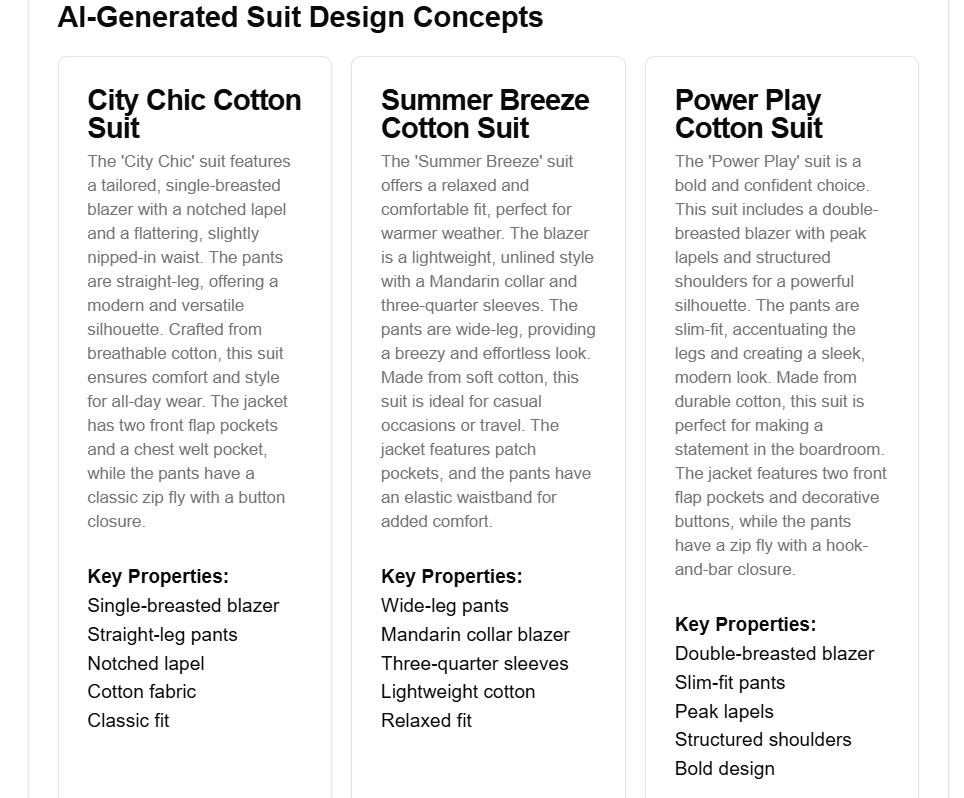 AI-Generated Suit Design Concepts
City Chic Cotton
Suit
The 'City Chic' suit features
a tailored, single-breasted
blazer with a notched lapel
and a flattering, slightly
nipped-in waist. The pants
are straight-leg, offering a
modern and versatile
silhouette. Crafted from
breathable cotton, this suit
ensures comfort and style
for all-day wear. The jacket
has two front flap pockets
and a chest welt pocket,
while the pants have a
classic zip fly with a button
closure.
Key Properties:
Single-breasted blazer
Straight-leg pants
Notched lapel
Cotton fabric
Classic fit
Summer Breeze
Cotton Suit
The 'Summer Breeze' suit
offers a relaxed and
comfortable fit, perfect for
warmer weather. The blazer
is a lightweight, unlined style
with a Mandarin collar and
three-quarter sleeves. The
pants are wide-leg, providing
a breezy and effortless look.
Made from soft cotton, this
suit is ideal for casual
occasions or travel. The
jacket features patch
pockets, and the pants have
an elastic waistband for
added comfort.
Key Properties:
Wide-leg pants
Mandarin collar blazer
Three-quarter sleeves
Lightweight cotton
Relaxed fit
Power Play
Cotton Suit
The 'Power Play' suit is a
bold and confident choice.
This suit includes a double-
breasted blazer with peak
lapels and structured
shoulders for a powerful
silhouette. The pants are
slim-fit, accentuating the
legs and creating a sleek,
modern look. Made from
durable cotton, this suit is
perfect for making a
statement in the boardroom.
The jacket features two front
flap pockets and decorative
buttons, while the pants
have a zip fly with a hook-
and-bar closure.
Key Properties:
Double-breasted blazer
Slim-fit pants
Peak lapels
Structured shoulders
Bold design